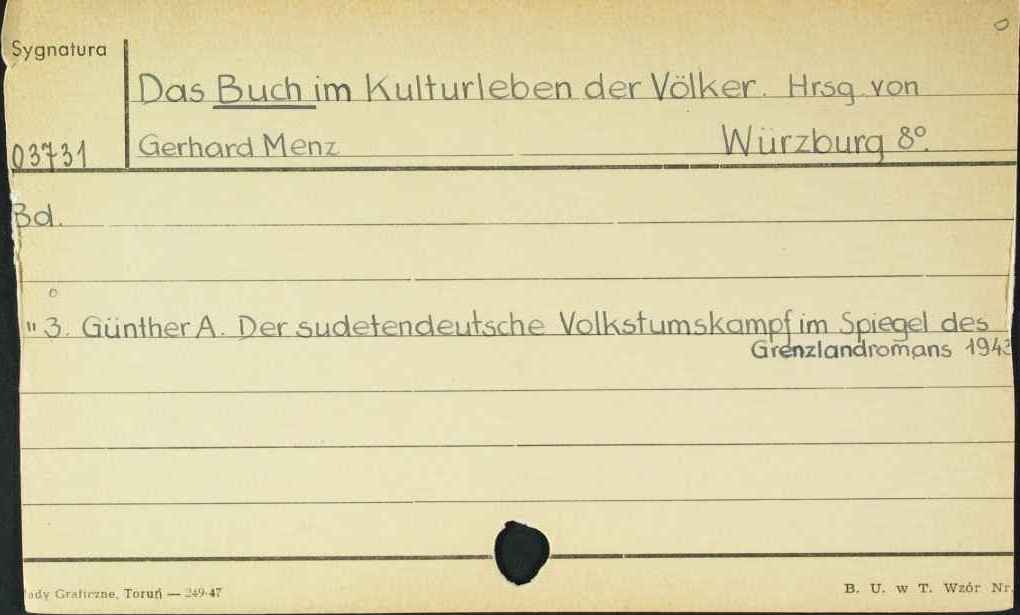 Sygnatura
Das Buch im Kulturleben der Völker. Hrsg von
03731 Gerhard Menz Würzburg 8º.
Bd.
" 3. Günther A. Der sudetendeutsche Volkstumskampf im Spiegel des
Grenzlandromans 1943
ady Graficzne, Toruń — 249-47 B. U. w T. Wzór Nr